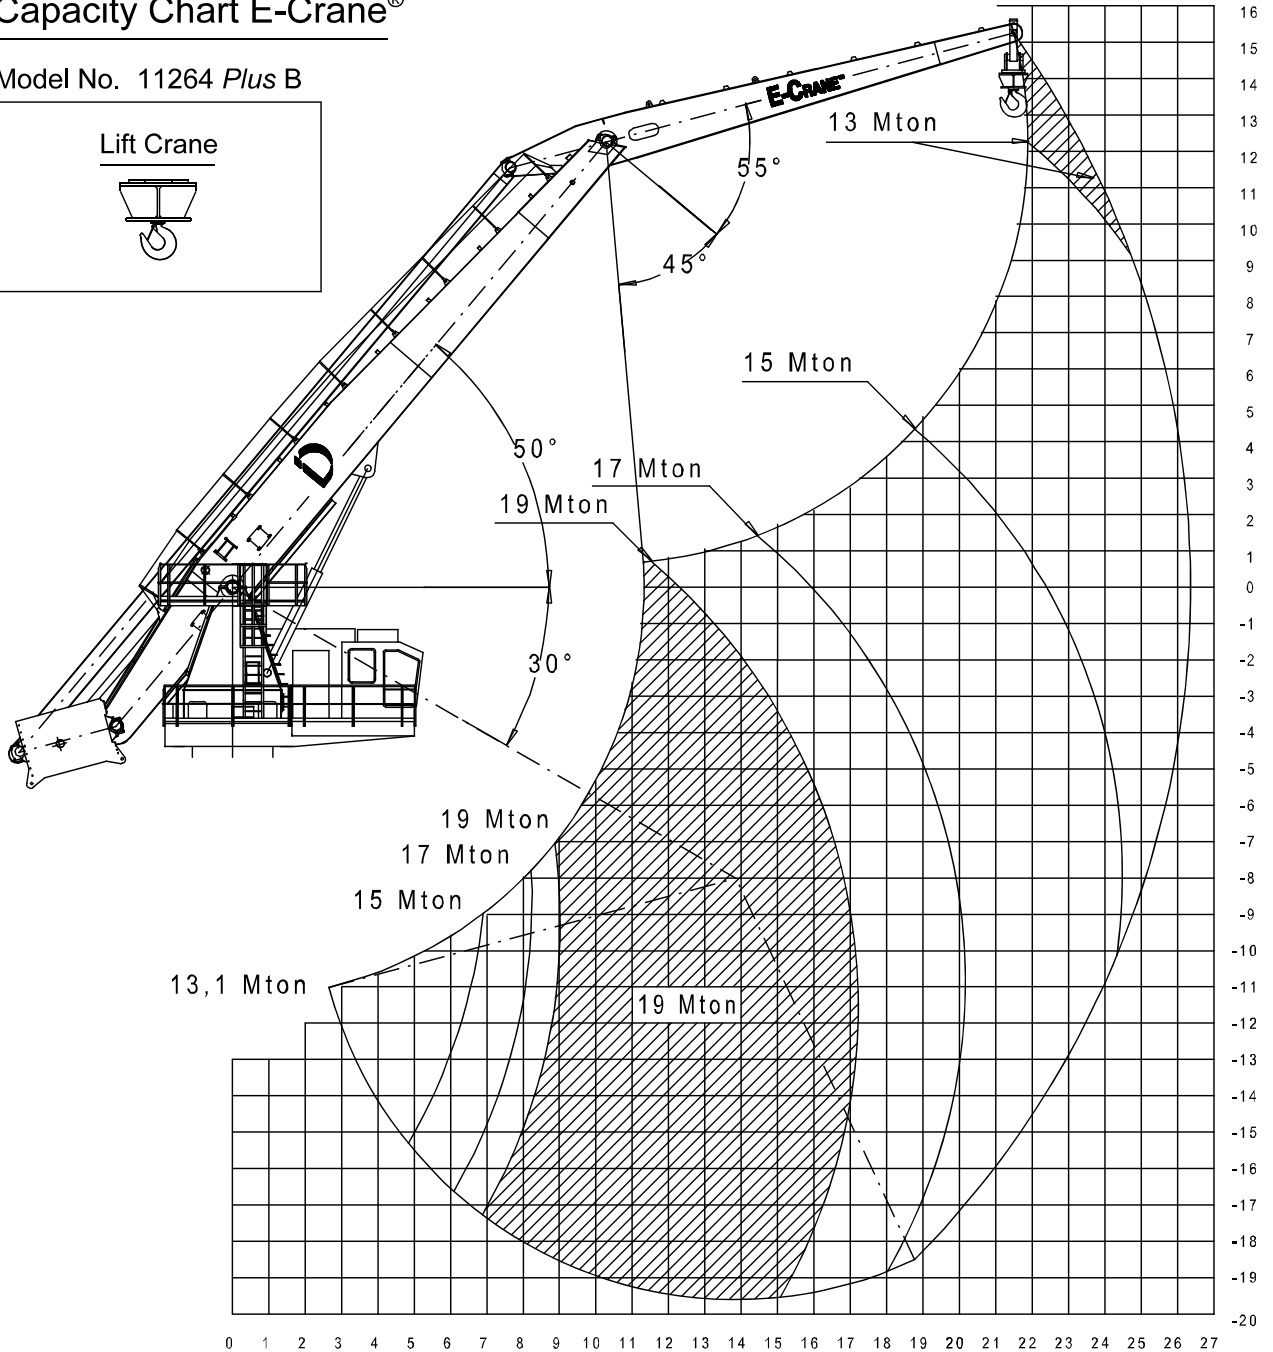 Capacity Chart E-Crane®
Model No. 11264 Plus B
Lift Crane
E-CRANE™
13 Mton
55°
45°
15 Mton
50°
17 Mton
19 Mton
30°
19 Mton
17 Mton
15 Mton
13,1 Mton
19 Mton
16
15
14
13
12
11
10
9
8
7
6
5
4
3
2
1
0
-1
-2
-3
-4
-5
-6
-7
-8
-9
-10
-11
-12
-13
-14
-15
-16
-17
-18
-19
-20
0 1 2 3 4 5 6 7 8 9 10 11 12 13 14 15 16 17 18 19 20 21 22 23 24 25 26 27